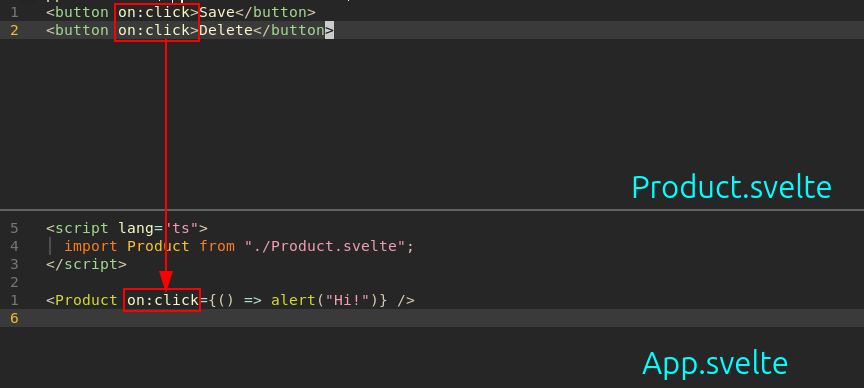 1 <button on:click>Save</button>
2 <button on:click>Delete</button>
Product.svelte
5 <script lang="ts">
4 import Product from "./Product.svelte";
3 </script>
2
1 <Product on:click={() => alert("Hi!")} />
6
App.svelte